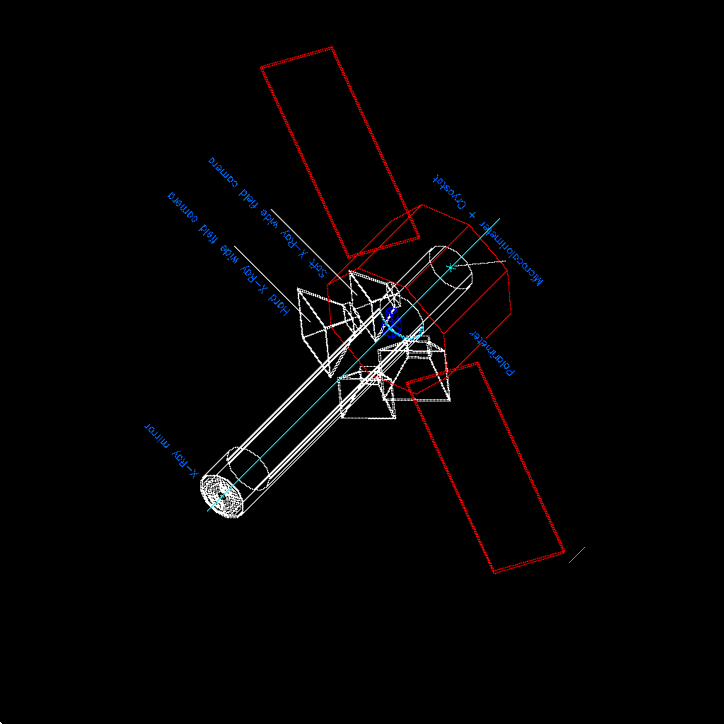 Microcalorimeter + Cryostat
Soft X-Ray wide field camera
Hard X-Ray wide field camera
Polarimeter
X-Ray mirror